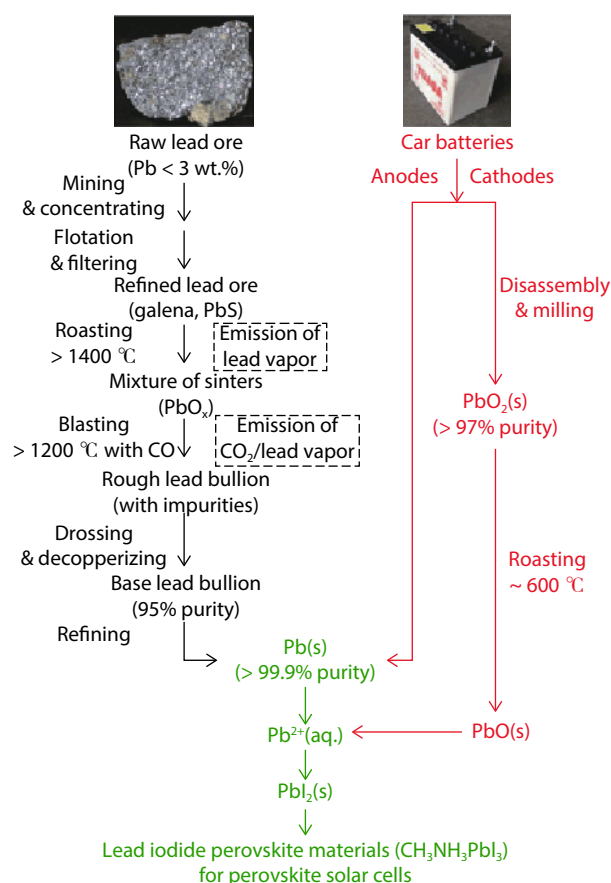 Raw lead ore
(Pb < 3 wt.%)
Mining
& concentrating
Flotation
& filtering
Refined lead ore
(galena, PbS)
Roasting
> 1400 ℃
Emission of
lead vapor
Mixture of sinters
(PbOₓ)
Blasting
> 1200 ℃ with CO
Emission of
CO₂/lead vapor
Rough lead bullion
(with impurities)
Drossing
& decopperizing
Base lead bullion
(95% purity)
Refining
Car batteries
Anodes
Cathodes
Disassembly
& milling
PbO₂(s)
(> 97% purity)
Roasting
~ 600 ℃
PbO(s)
Pb(s)
(> 99.9% purity)
Pb²⁺(aq.)
PbI₂(s)
Lead iodide perovskite materials (CH₃NH₃PbI₃)
for perovskite solar cells